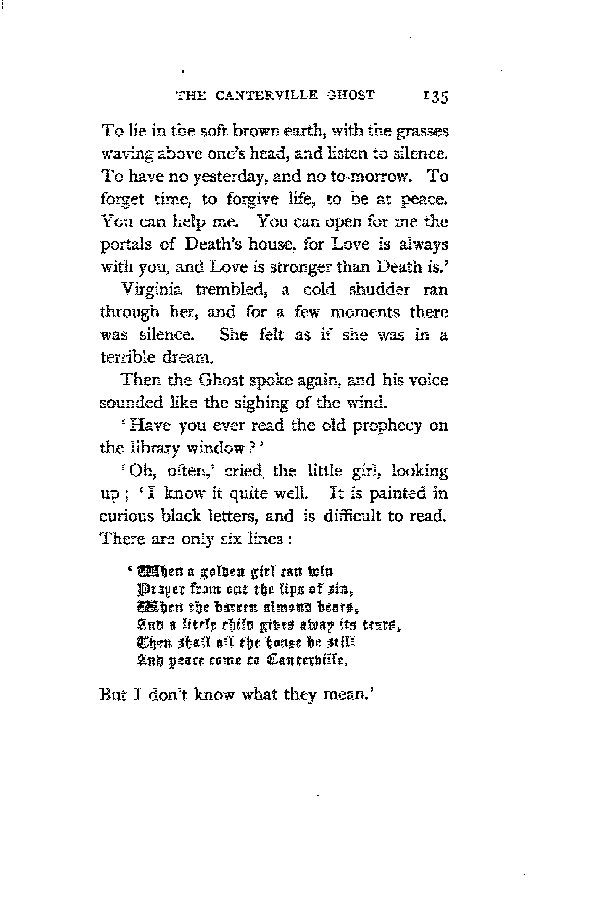 THE CANTERVILLE GHOST 135
To lie in the soft brown earth, with the grasses
waving above one's head, and listen to silence.
To have no yesterday, and no to-morrow. To
forget time, to forgive life, to be at peace.
You can help me. You can open for me the
portals of Death's house, for Love is always
with you, and Love is stronger than Death is.'
Virginia trembled, a cold shudder ran
through her, and for a few moments there
was silence. She felt as if she was in a
terrible dream.
Then the Ghost spoke again, and his voice
sounded like the sighing of the wind.
'Have you ever read the old prophecy on
the library window?'
'Oh, often,' cried the little girl, looking
up; 'I know it quite well. It is painted in
curious black letters, and is difficult to read.
There are only six lines:
'When a golden girl can win
Prayer from out the lips of sin,
When the barren almond bears,
And a little child gives away its tears,
Then shall all the house be still
And peace come to Canterville.
But I don't know what they mean.'